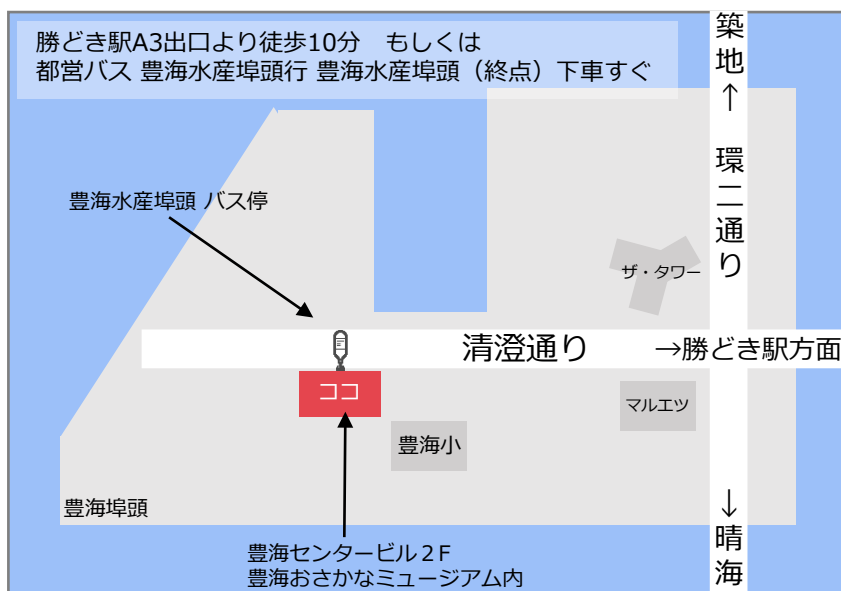 勝どき駅A3出口より徒歩10分　もしくは
都営バス 豊海水産埠頭行 豊海水産埠頭（終点）下車すぐ
築地↑　環二通り
豊海水産埠頭 バス停
ザ・タワー
清澄通り　→勝どき駅方面
ココ
マルエツ
豊海小
豊海埠頭
↓晴海
豊海センタービル２F
豊海おさかなミュージアム内